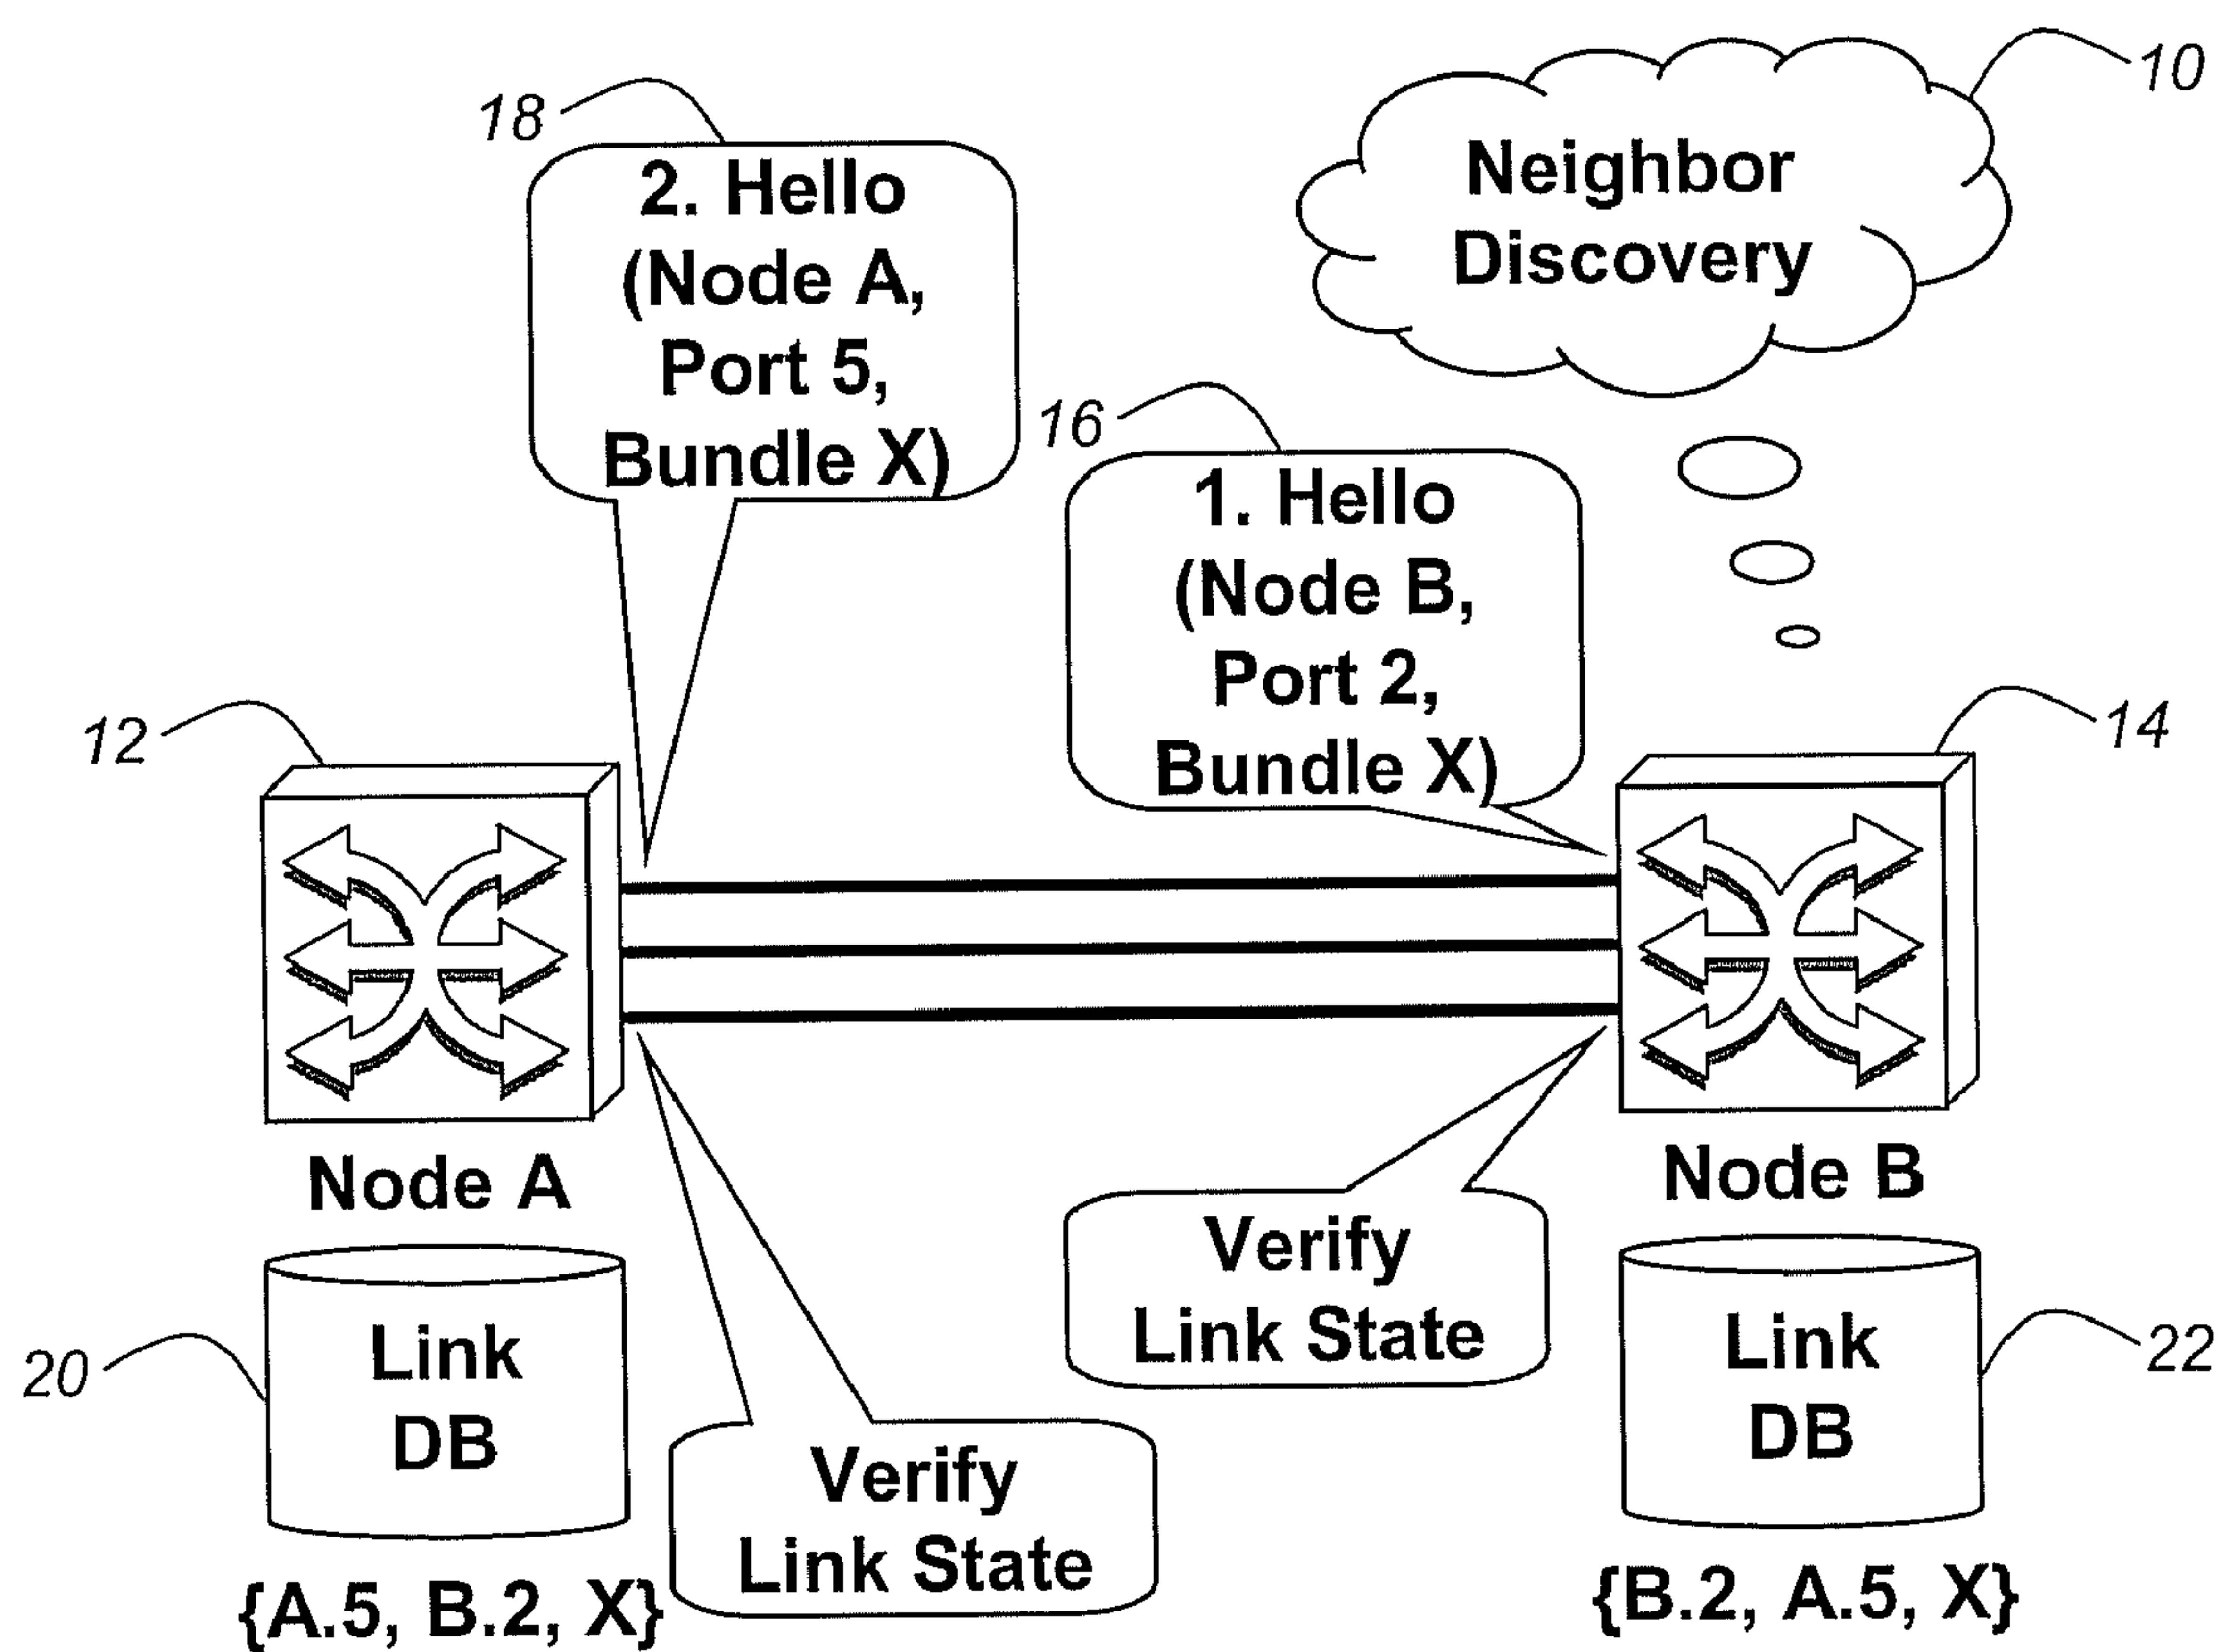 10
Neighbor
Discovery
18
2. Hello
(Node A,
Port 5,
Bundle X)
16
1. Hello
(Node B,
Port 2,
Bundle X)
12
14
Node A
Node B
Verify
Link State
20
Link
DB
22
Link
DB
Verify
Link State
{A.5, B.2, X}
{B.2, A.5, X}